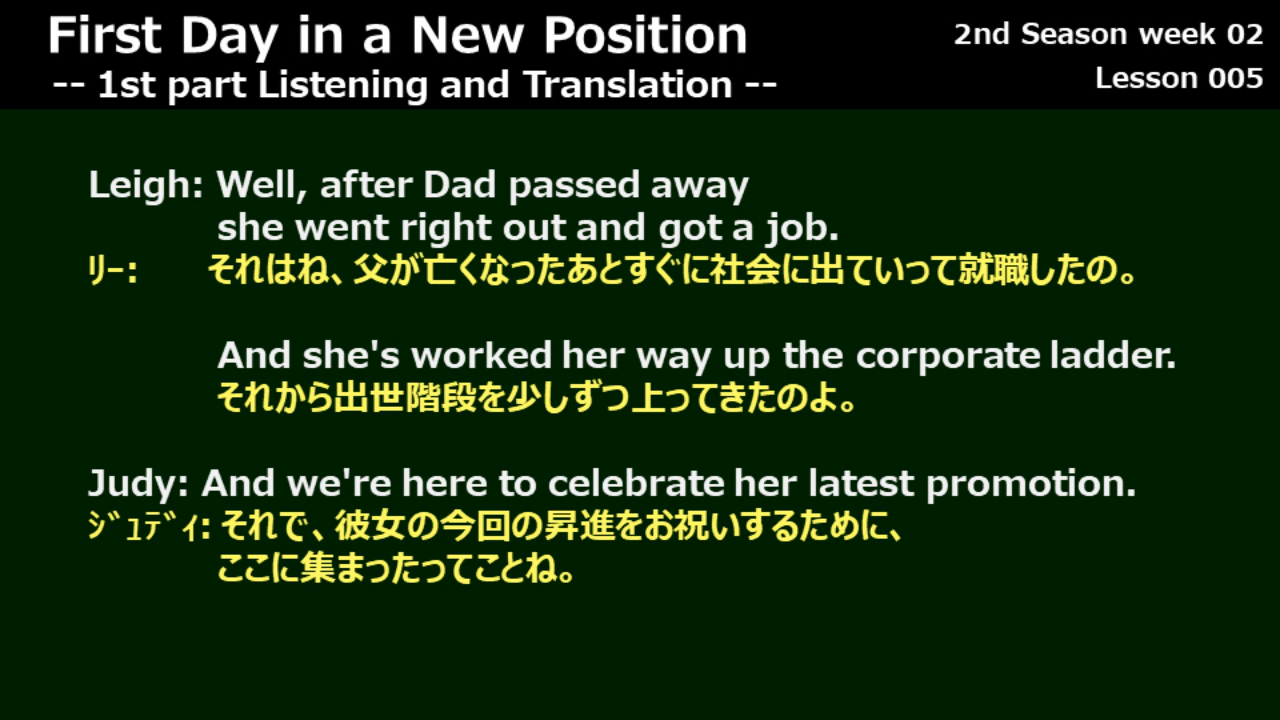 First Day in a New Position
-- 1st part Listening and Translation --
2nd Season week 02
Lesson 005
Leigh: Well, after Dad passed away
she went right out and got a job.
ﾘｰ: それはね、父が亡くなったあとすぐに社会に出ていって就職したの。
And she's worked her way up the corporate ladder.
それから出世階段を少しずつ上ってきたのよ。
Judy: And we're here to celebrate her latest promotion.
ｼﾞｭﾃﾞｨ: それで、彼女の今回の昇進をお祝いするために、
ここに集まったってことね。